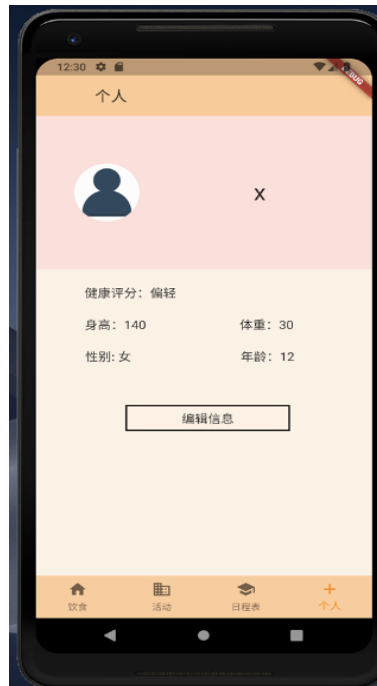 12:30
DEBUG
个人
x
健康评分：偏轻
身高：140 体重：30
性别: 女 年龄：12
编辑信息
饮食 活动 日程表 个人